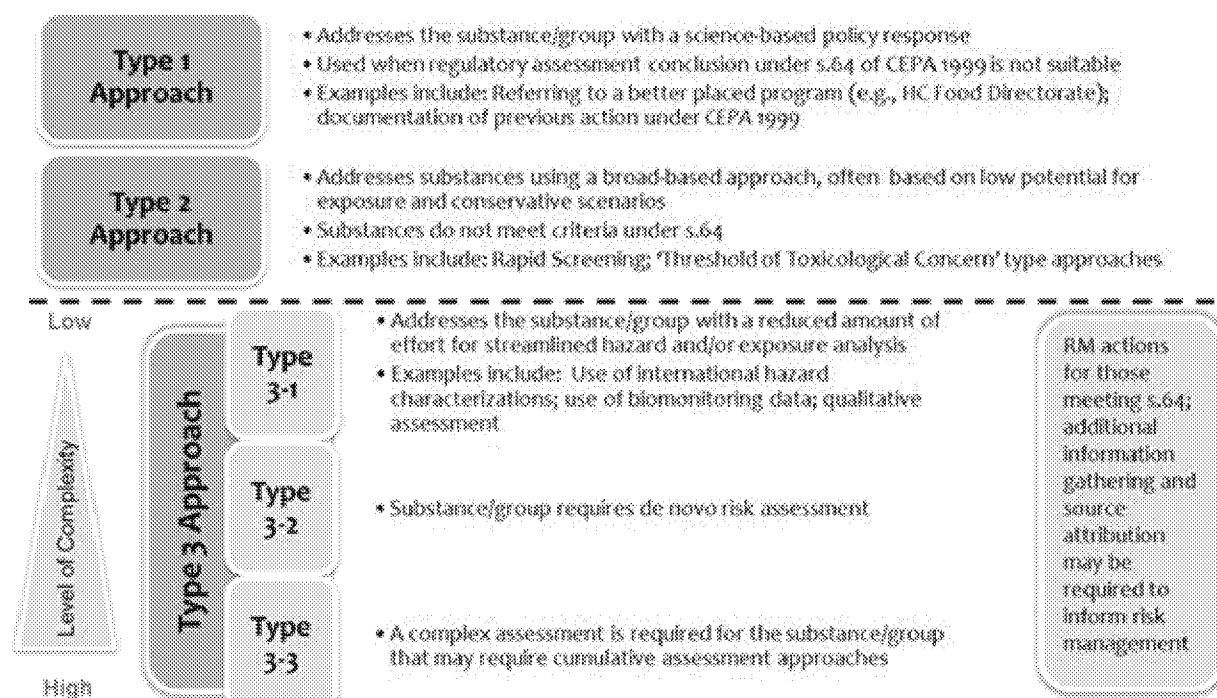 Type 1
Approach
• Addresses the substance/group with a science-based policy response
• Used when regulatory assessment conclusion under s.64 of CEPA 1999 is not suitable
• Examples include: Referring to a better placed program (e.g., HC Food Directorate);
documentation of previous action under CEPA 1999
Type 2
Approach
• Addresses substances using a broad-based approach, often based on low potential for
exposure and conservative scenarios
• Substances do not meet criteria under s.64
• Examples include: Rapid Screening; 'Threshold of Toxicological Concern' type approaches
Low
Level of Complexity
High
Type 3 Approach
Type
3-1
• Addresses the substance/group with a reduced amount of
effort for streamlined hazard and/or exposure analysis
• Examples include: Use of international hazard
characterizations; use of biomonitoring data; qualitative
assessment
Type
3-2
• Substance/group requires de novo risk assessment
Type
3-3
• A complex assessment is required for the substance/group
that may require cumulative assessment approaches
RM actions
for those
meeting s.64;
additional
information
gathering and
source
attribution
may be
required to
inform risk
management